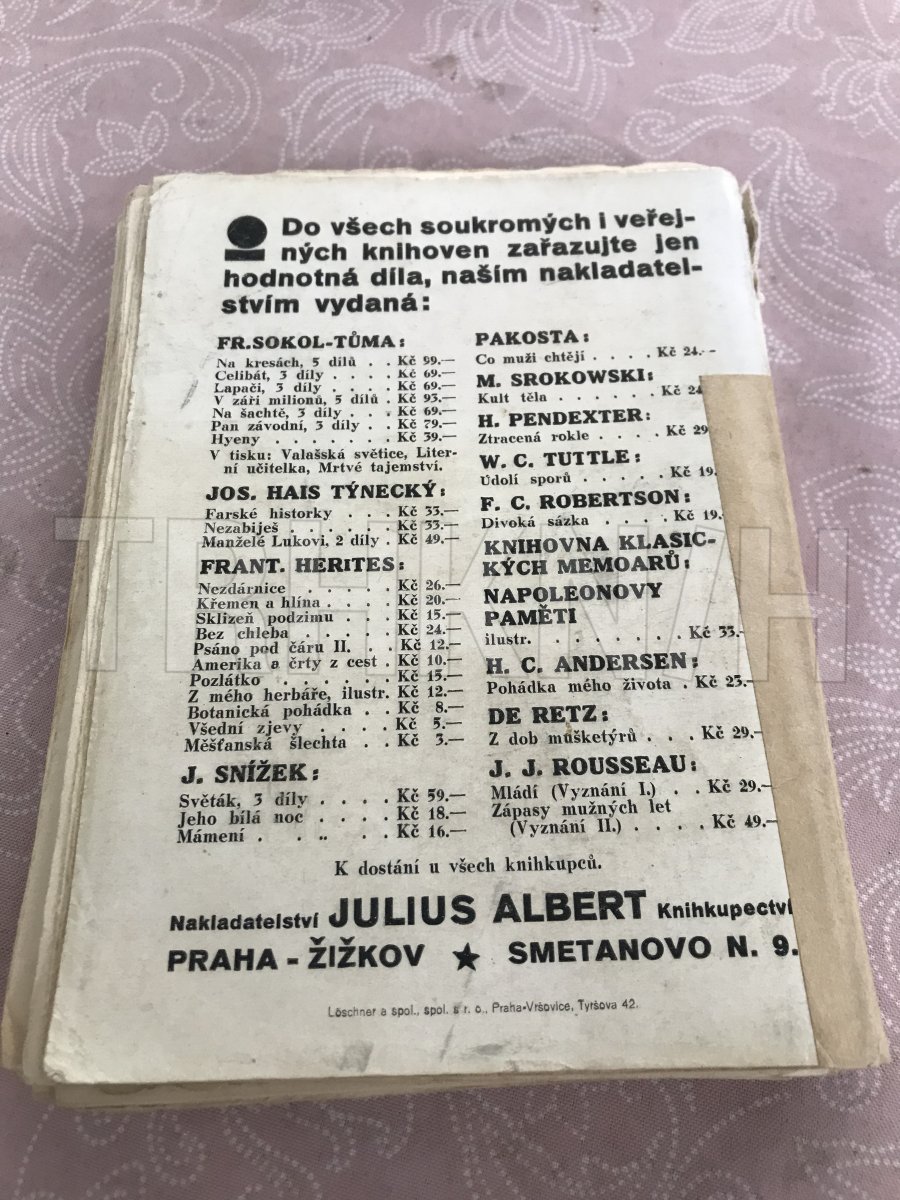 Do všech soukromých i veřej-
ných knihoven zařazujte jen
hodnotná díla, naším nakladatel-
stvím vydaná:
FR. SOKOL-TŮMA:
Na kresách, 5 dílů . . Kč 99.—
Celibát, 3 díly . . . . Kč 69.—
Lapači, 3 díly . . . . Kč 69.—
V záři milionů, 5 dílů . Kč 93.—
Na šachtě, 3 díly . . . Kč 69.—
Pan závodní, 3 díly . . Kč 79.—
Hyeny . . . . . . . Kč 39.—
V tisku: Valašská světice, Liter-
ní učitelka, Mrtvé tajemství.
JOS. HAIS TÝNECKÝ:
Farské historky . . . Kč 33.—
Nezabiješ . . . . . . Kč 33.—
Manželé Lukovi, 2 díly . Kč 49.—
FRANT. HERITES:
Nezdárnice . . . . . Kč 26.—
Křemen a hlína . . . . Kč 20.—
Sklizeň podzimu . . . Kč 15.—
Bez chleba . . . . . Kč 24.—
Psáno pod čáru II. . . Kč 12.—
Amerika a črty z cest . Kč 10.—
Pozlátko . . . . . . Kč 15.—
Z mého herbáře, ilustr. Kč 12.—
Botanická pohádka . . Kč 8.—
Všední zjevy . . . . Kč 5.—
Měšťanská šlechta . . Kč 3.—
J. SNÍŽEK:
Světák, 3 díly . . . . Kč 59.—
Jeho bílá noc . . . . Kč 18.—
Mámení . . „ . . Kč 16.—
PAKOSTA:
Co muži chtějí . . . . Kč 24.—
M. SROKOWSKI:
Kult těla . . . . . . Kč 24
H. PENDEXTER:
Ztracená rokle . . . . Kč 29
W. C. TUTTLE:
Údolí sporů . . . . . Kč 19.
F. C. ROBERTSON:
Divoká sázka . . . . Kč 19.
KNIHOVNA KLASIC-
KÝCH MEMOARŮ:
NAPOLEONOVY
PAMĚTI
ilustr. . . . . . . . Kč 33.-
H. C. ANDERSEN:
Pohádka mého života . Kč 23.-
DE RETZ:
Z dob mušketýrů . . . Kč 29.-
J. J. ROUSSEAU:
Mládí (Vyznání I.) . . Kč 29.-
Zápasy mužných let
(Vyznání II.) . . . . Kč 49.-
K dostání u všech knihkupců.
Nakladatelství JULIUS ALBERT Knihkupectví
PRAHA - ŽIŽKOV ★ SMETANOVO N. 9.
Löschner a spol., spol. s r. o., Praha-Vršovice, Tyršova 42.